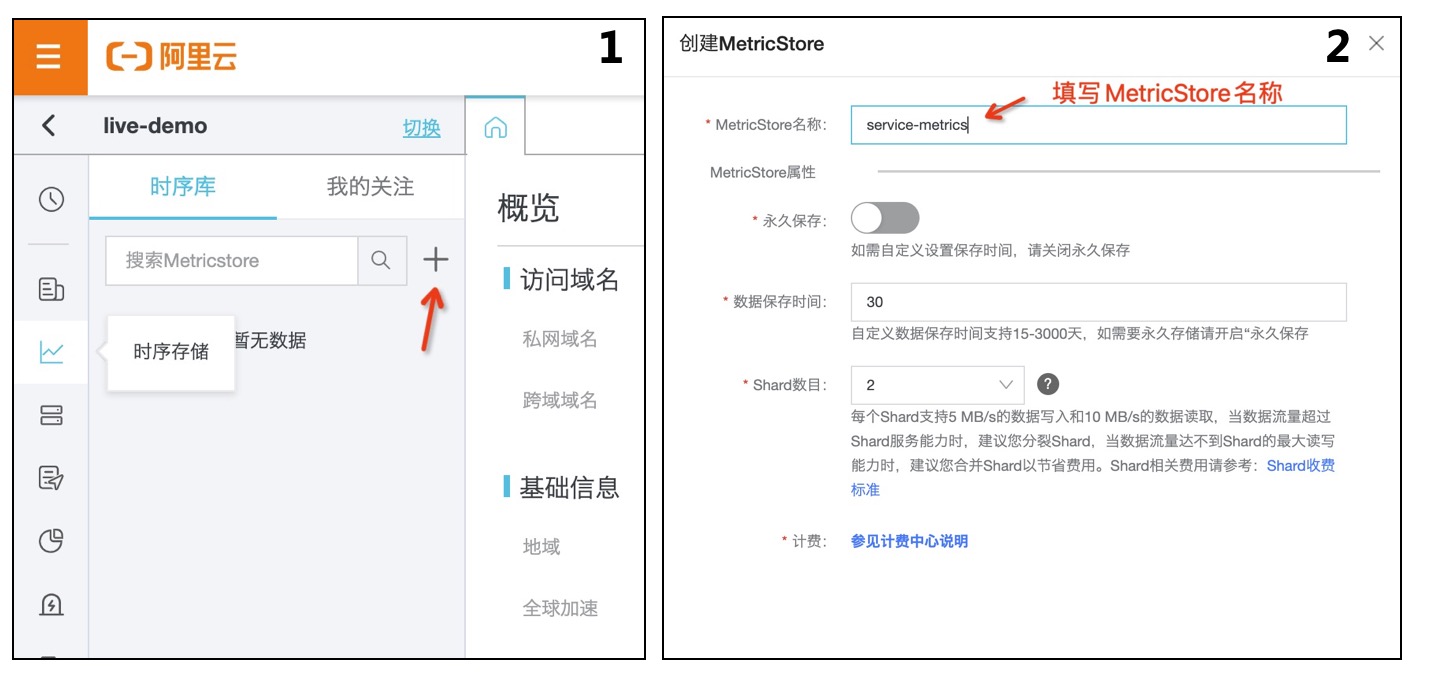 阿里云
1
live-demo 切换
时序库 我的关注
搜索Metricstore
时序存储
暂无数据
概览
访问域名
私网域名
跨域域名
基础信息
地域
全球加速
创建MetricStore
2
填写MetricStore名称
* MetricStore名称: service-metrics
MetricStore属性
* 永久保存:
如需自定义设置保存时间，请关闭永久保存
* 数据保存时间: 30
自定义数据保存时间支持15-3000天，如需要永久存储请开启“永久保存
* Shard数目: 2 ?
每个Shard支持5 MB/s的数据写入和10 MB/s的数据读取，当数据流量超过
Shard服务能力时，建议您分裂Shard，当数据流量达不到Shard的最大读写
能力时，建议您合并Shard以节省费用。Shard相关费用请参考：Shard收费
标准
* 计费: 参见计费中心说明